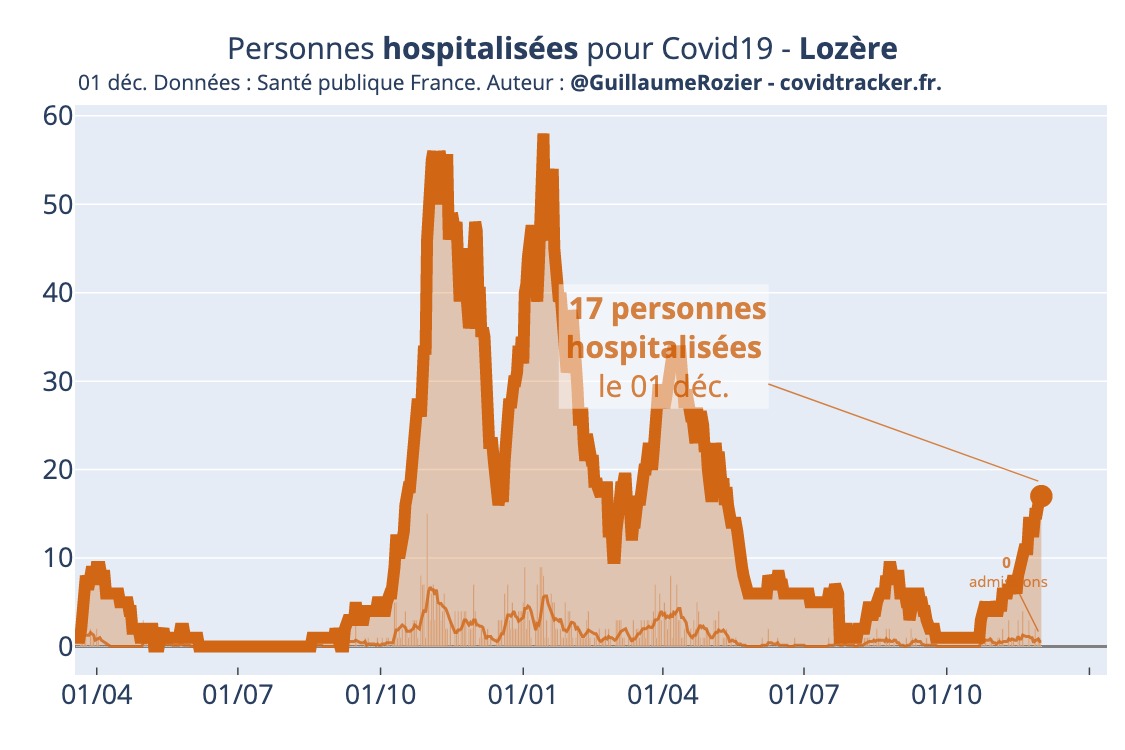 Personnes hospitalisées pour Covid19 - Lozère
01 déc. Données : Santé publique France. Auteur : @GuillaumeRozier - covidtracker.fr.
60
50
40
30
20
10
0
17 personnes
hospitalisées
le 01 déc.
0
admissions
01/04
01/07
01/10
01/01
01/04
01/07
01/10